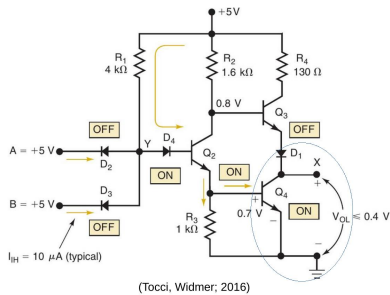 +5 V
R1
4 kΩ
R2
1.6 kΩ
R4
130 Ω
0.8 V
Q3
OFF
D4
Y
OFF
A = +5 V
D2
ON
Q2
D1
X
+
ON
Q4
D3
B = +5 V
OFF
R3
1 kΩ
+
0.7 V
–
ON
VOL ≤ 0.4 V
–
IIH = 10 μA (typical)
(Tocci, Widmer; 2016)